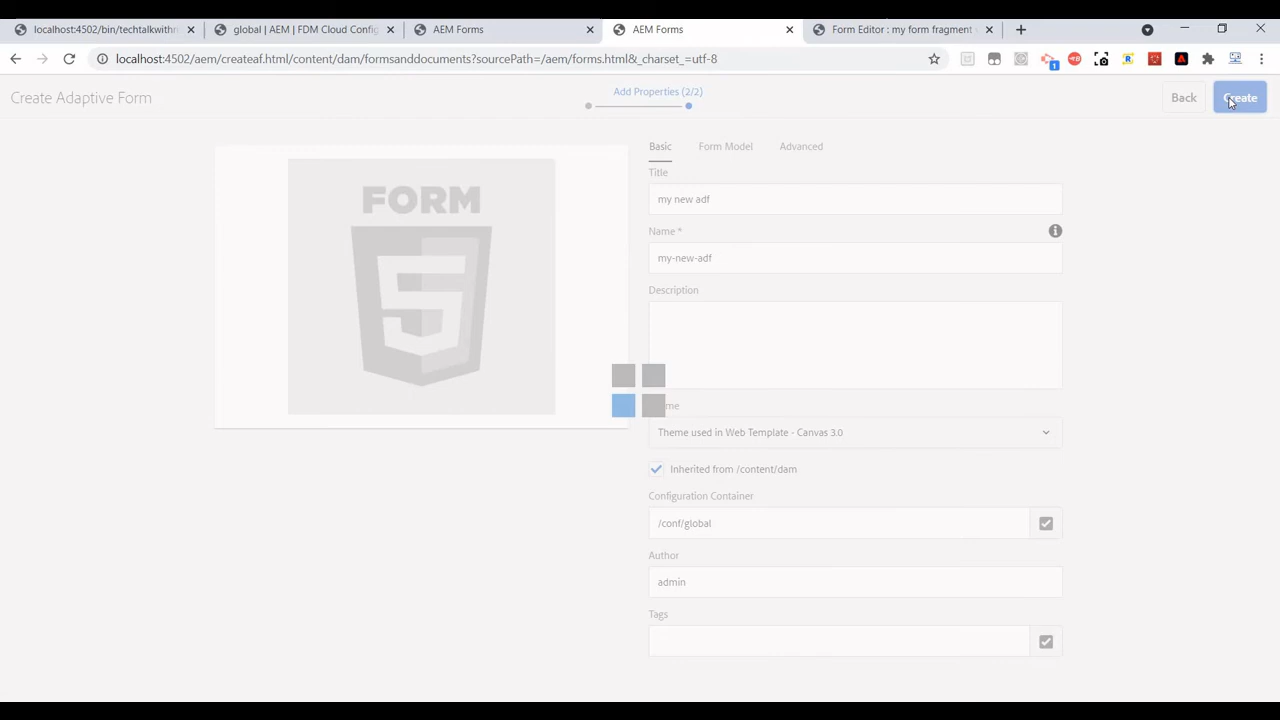 localhost:4502/bin/techtalkwithri
global | AEM | FDM Cloud Config
AEM Forms
AEM Forms
Form Editor : my form fragment
localhost:4502/aem/createaf.html/content/dam/formsanddocuments?sourcePath=/aem/forms.html&_charset_=utf-8
1
Create Adaptive Form
Add Properties (2/2)
Back
Create
FORM
5
Basic
Form Model
Advanced
Title
my new adf
Name *
my-new-adf
Description
Theme used in Web Template - Canvas 3.0
Inherited from /content/dam
Configuration Container
/conf/global
Author
admin
Tags